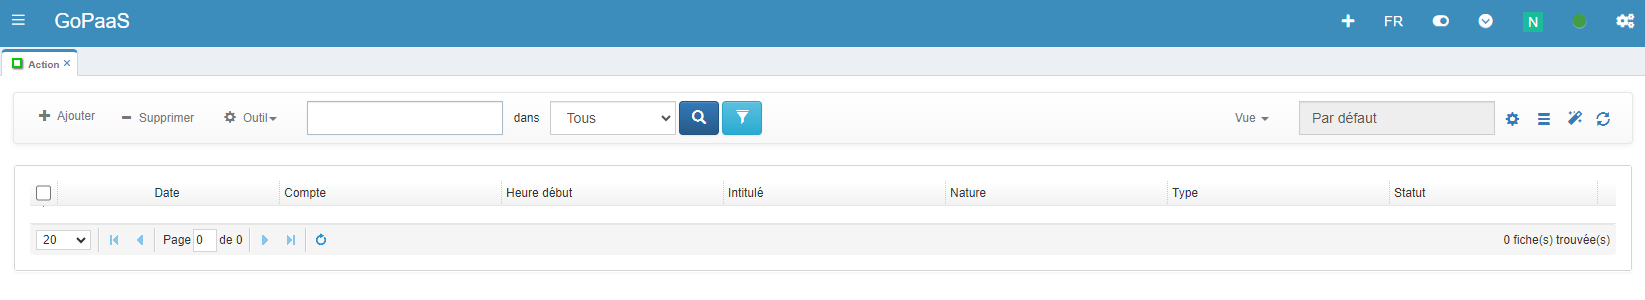 GoPaaS FR N
Action ×
Ajouter Supprimer Outil dans Tous Vue Par défaut
Date Compte Heure début Intitulé Nature Type Statut
20 Page 0 de 0 0 fiche(s) trouvée(s)